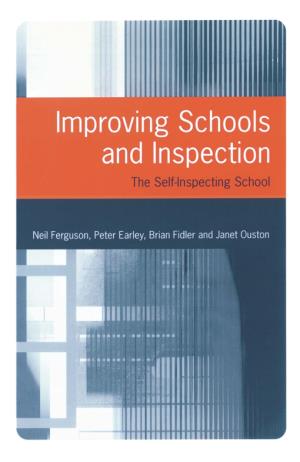 Improving Schools
and Inspection
The Self-Inspecting School
Neil Ferguson, Peter Earley, Brian Fidler and Janet Ouston